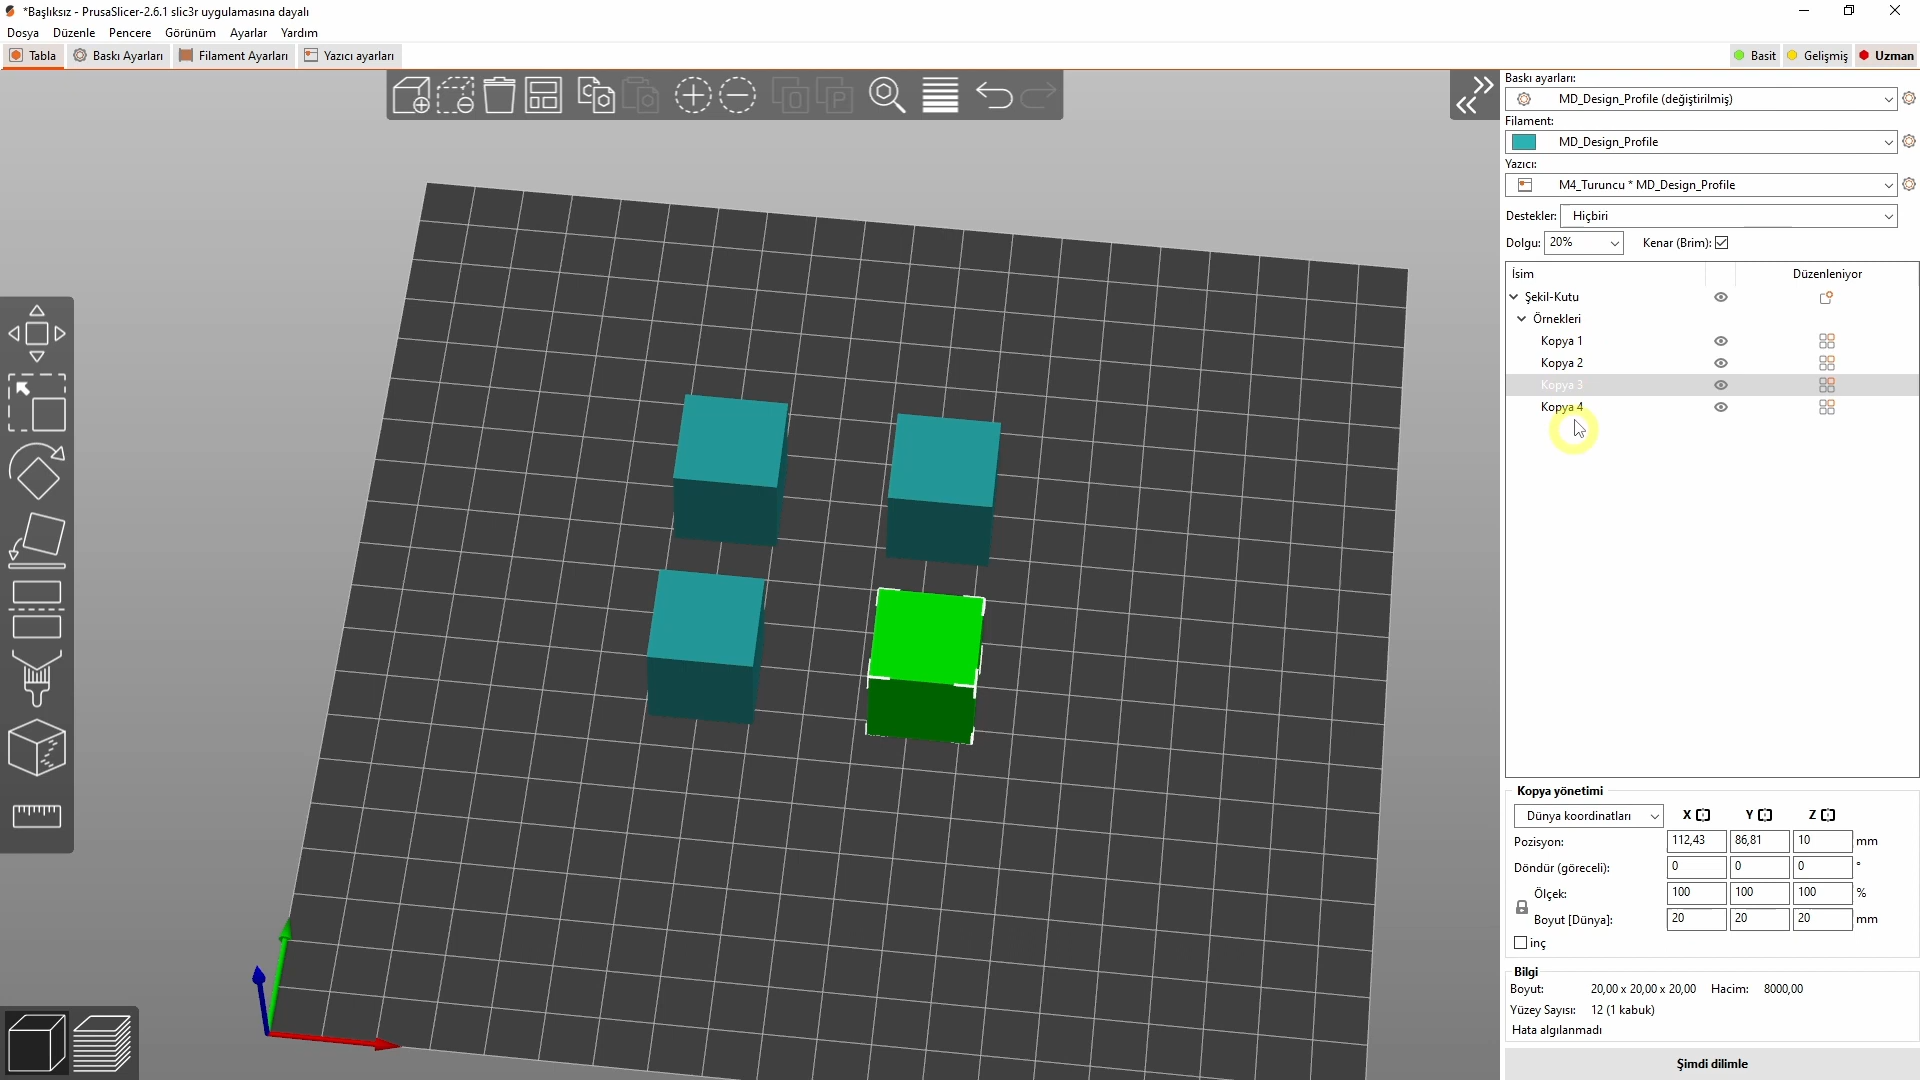 *Başlıksız - PrusaSlicer-2.6.1 slic3r uygulamasına dayalı
Dosya Düzenle Pencere Görünüm Ayarlar Yardım
Tabla Baskı Ayarları Filament Ayarları Yazıcı ayarları Basit Gelişmiş Uzman
Baskı ayarları:
MD_Design_Profile (değiştirilmiş)
Filament:
MD_Design_Profile
Yazıcı:
M4_Turuncu * MD_Design_Profile
Destekler: Hiçbiri
Dolgu: 20% Kenar (Brim):
İsim Düzenleniyor
Şekil-Kutu
Örnekleri
Kopya 1
Kopya 2
Kopya 3
Kopya 4
Kopya yönetimi
Dünya koordinatları X Y Z
Pozisyon: 112,43 86,81 10 mm
Döndür (göreceli): 0 0 0 °
Ölçek: 100 100 100 %
Boyut [Dünya]: 20 20 20 mm
inç
Bilgi
Boyut: 20,00 x 20,00 x 20,00 Hacim: 8000,00
Yüzey Sayısı: 12 (1 kabuk)
Hata algılanmadı
Şimdi dilimle